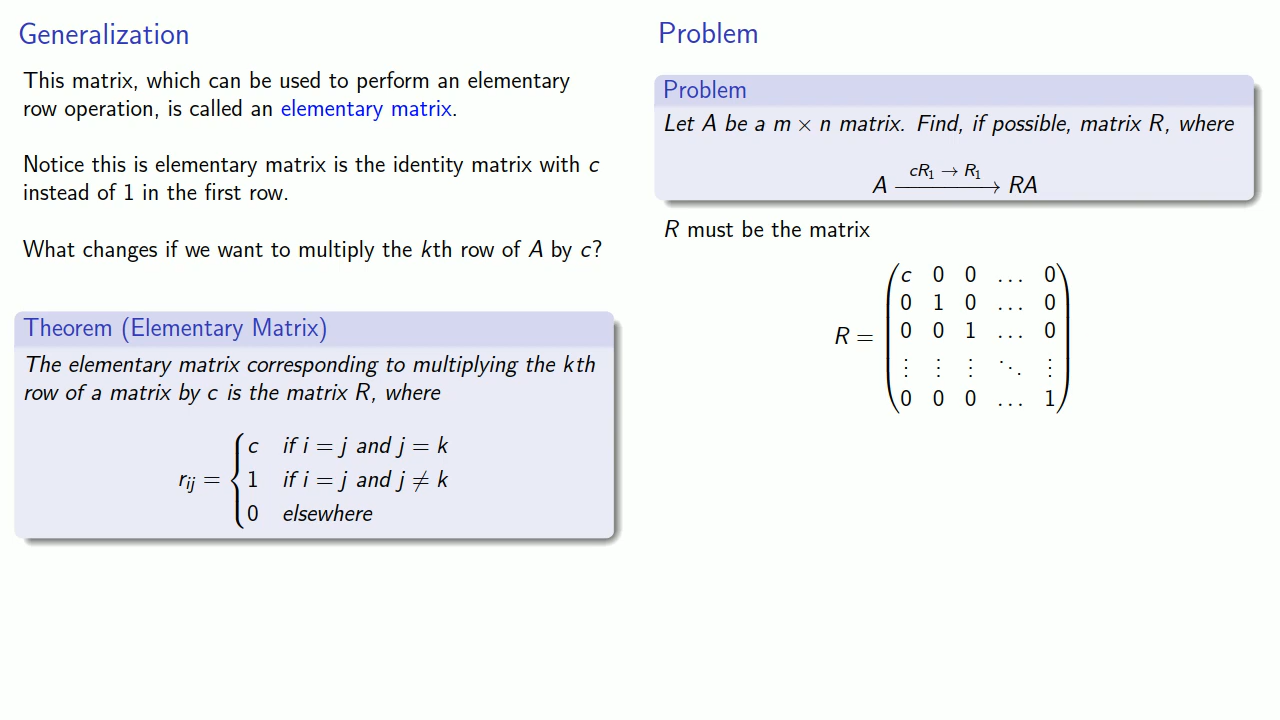 Generalization
This matrix, which can be used to perform an elementary
row operation, is called an elementary matrix.
Notice this is elementary matrix is the identity matrix with c
instead of 1 in the first row.
What changes if we want to multiply the kth row of A by c?
Theorem (Elementary Matrix)
The elementary matrix corresponding to multiplying the kth
row of a matrix by c is the matrix R, where
c if i = j and j = k
r_ij = { 1 if i = j and j ≠ k
0 elsewhere
Problem
Problem
Let A be a m × n matrix. Find, if possible, matrix R, where
cR₁ → R₁
A ⟶ RA
R must be the matrix
c 0 0 … 0
0 1 0 … 0
R = 0 0 1 … 0
⋮ ⋮ ⋮ ⋱ ⋮
0 0 0 … 1